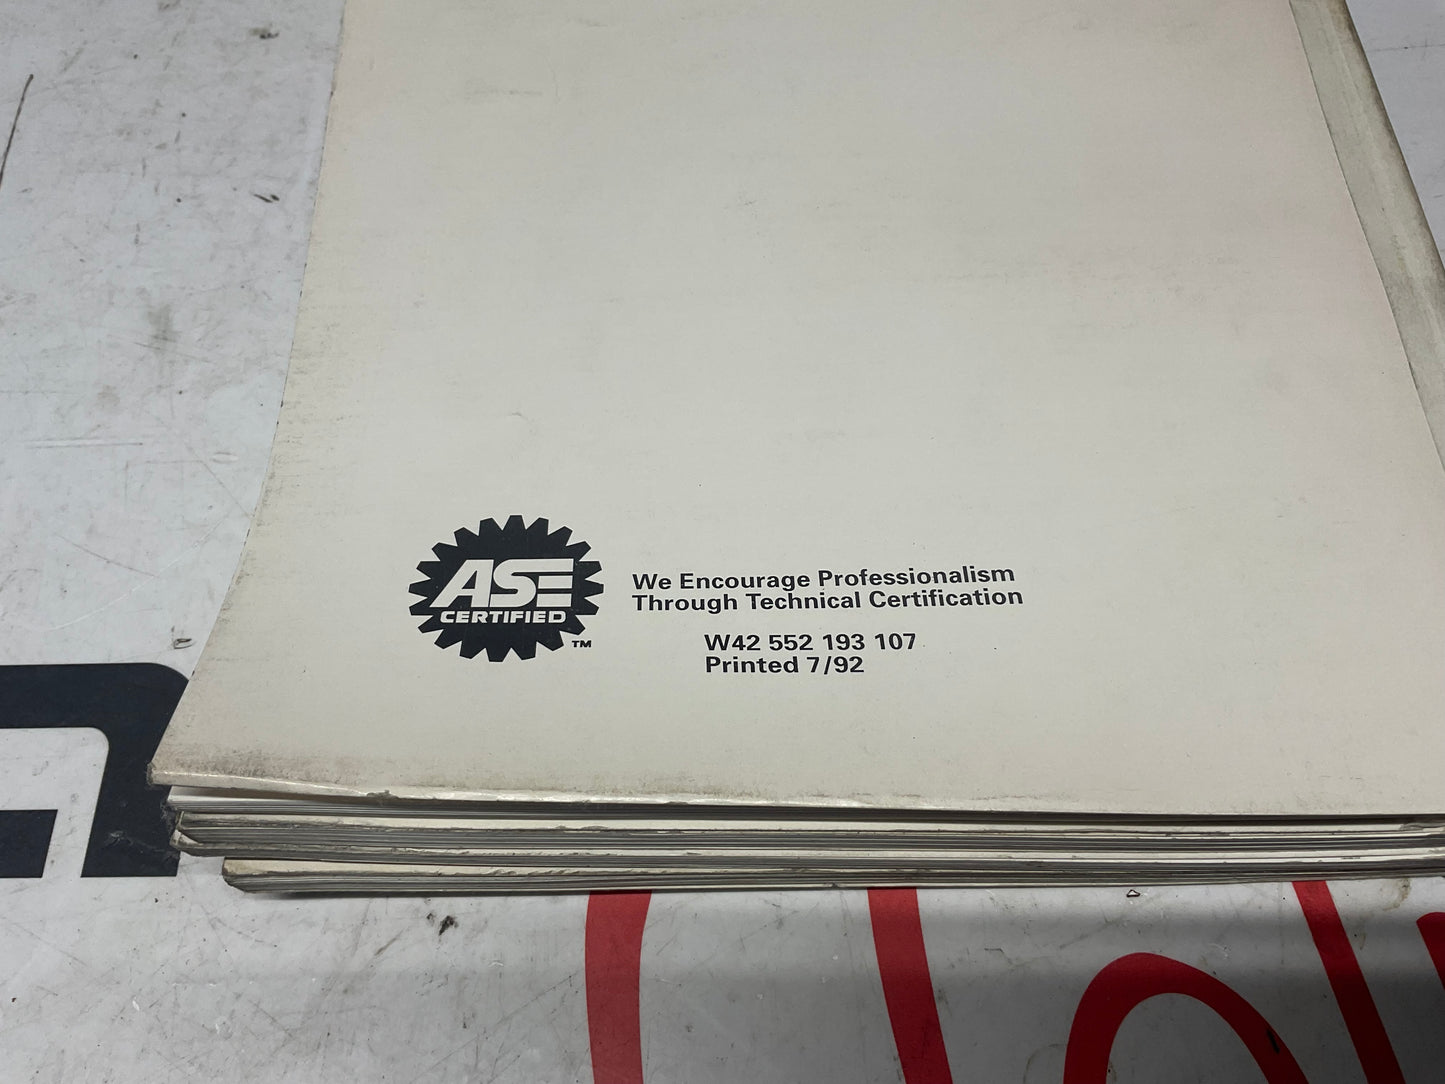 ASE
CERTIFIED
TM
We Encourage Professionalism
Through Technical Certification
W42 552 193 107
Printed 7/92